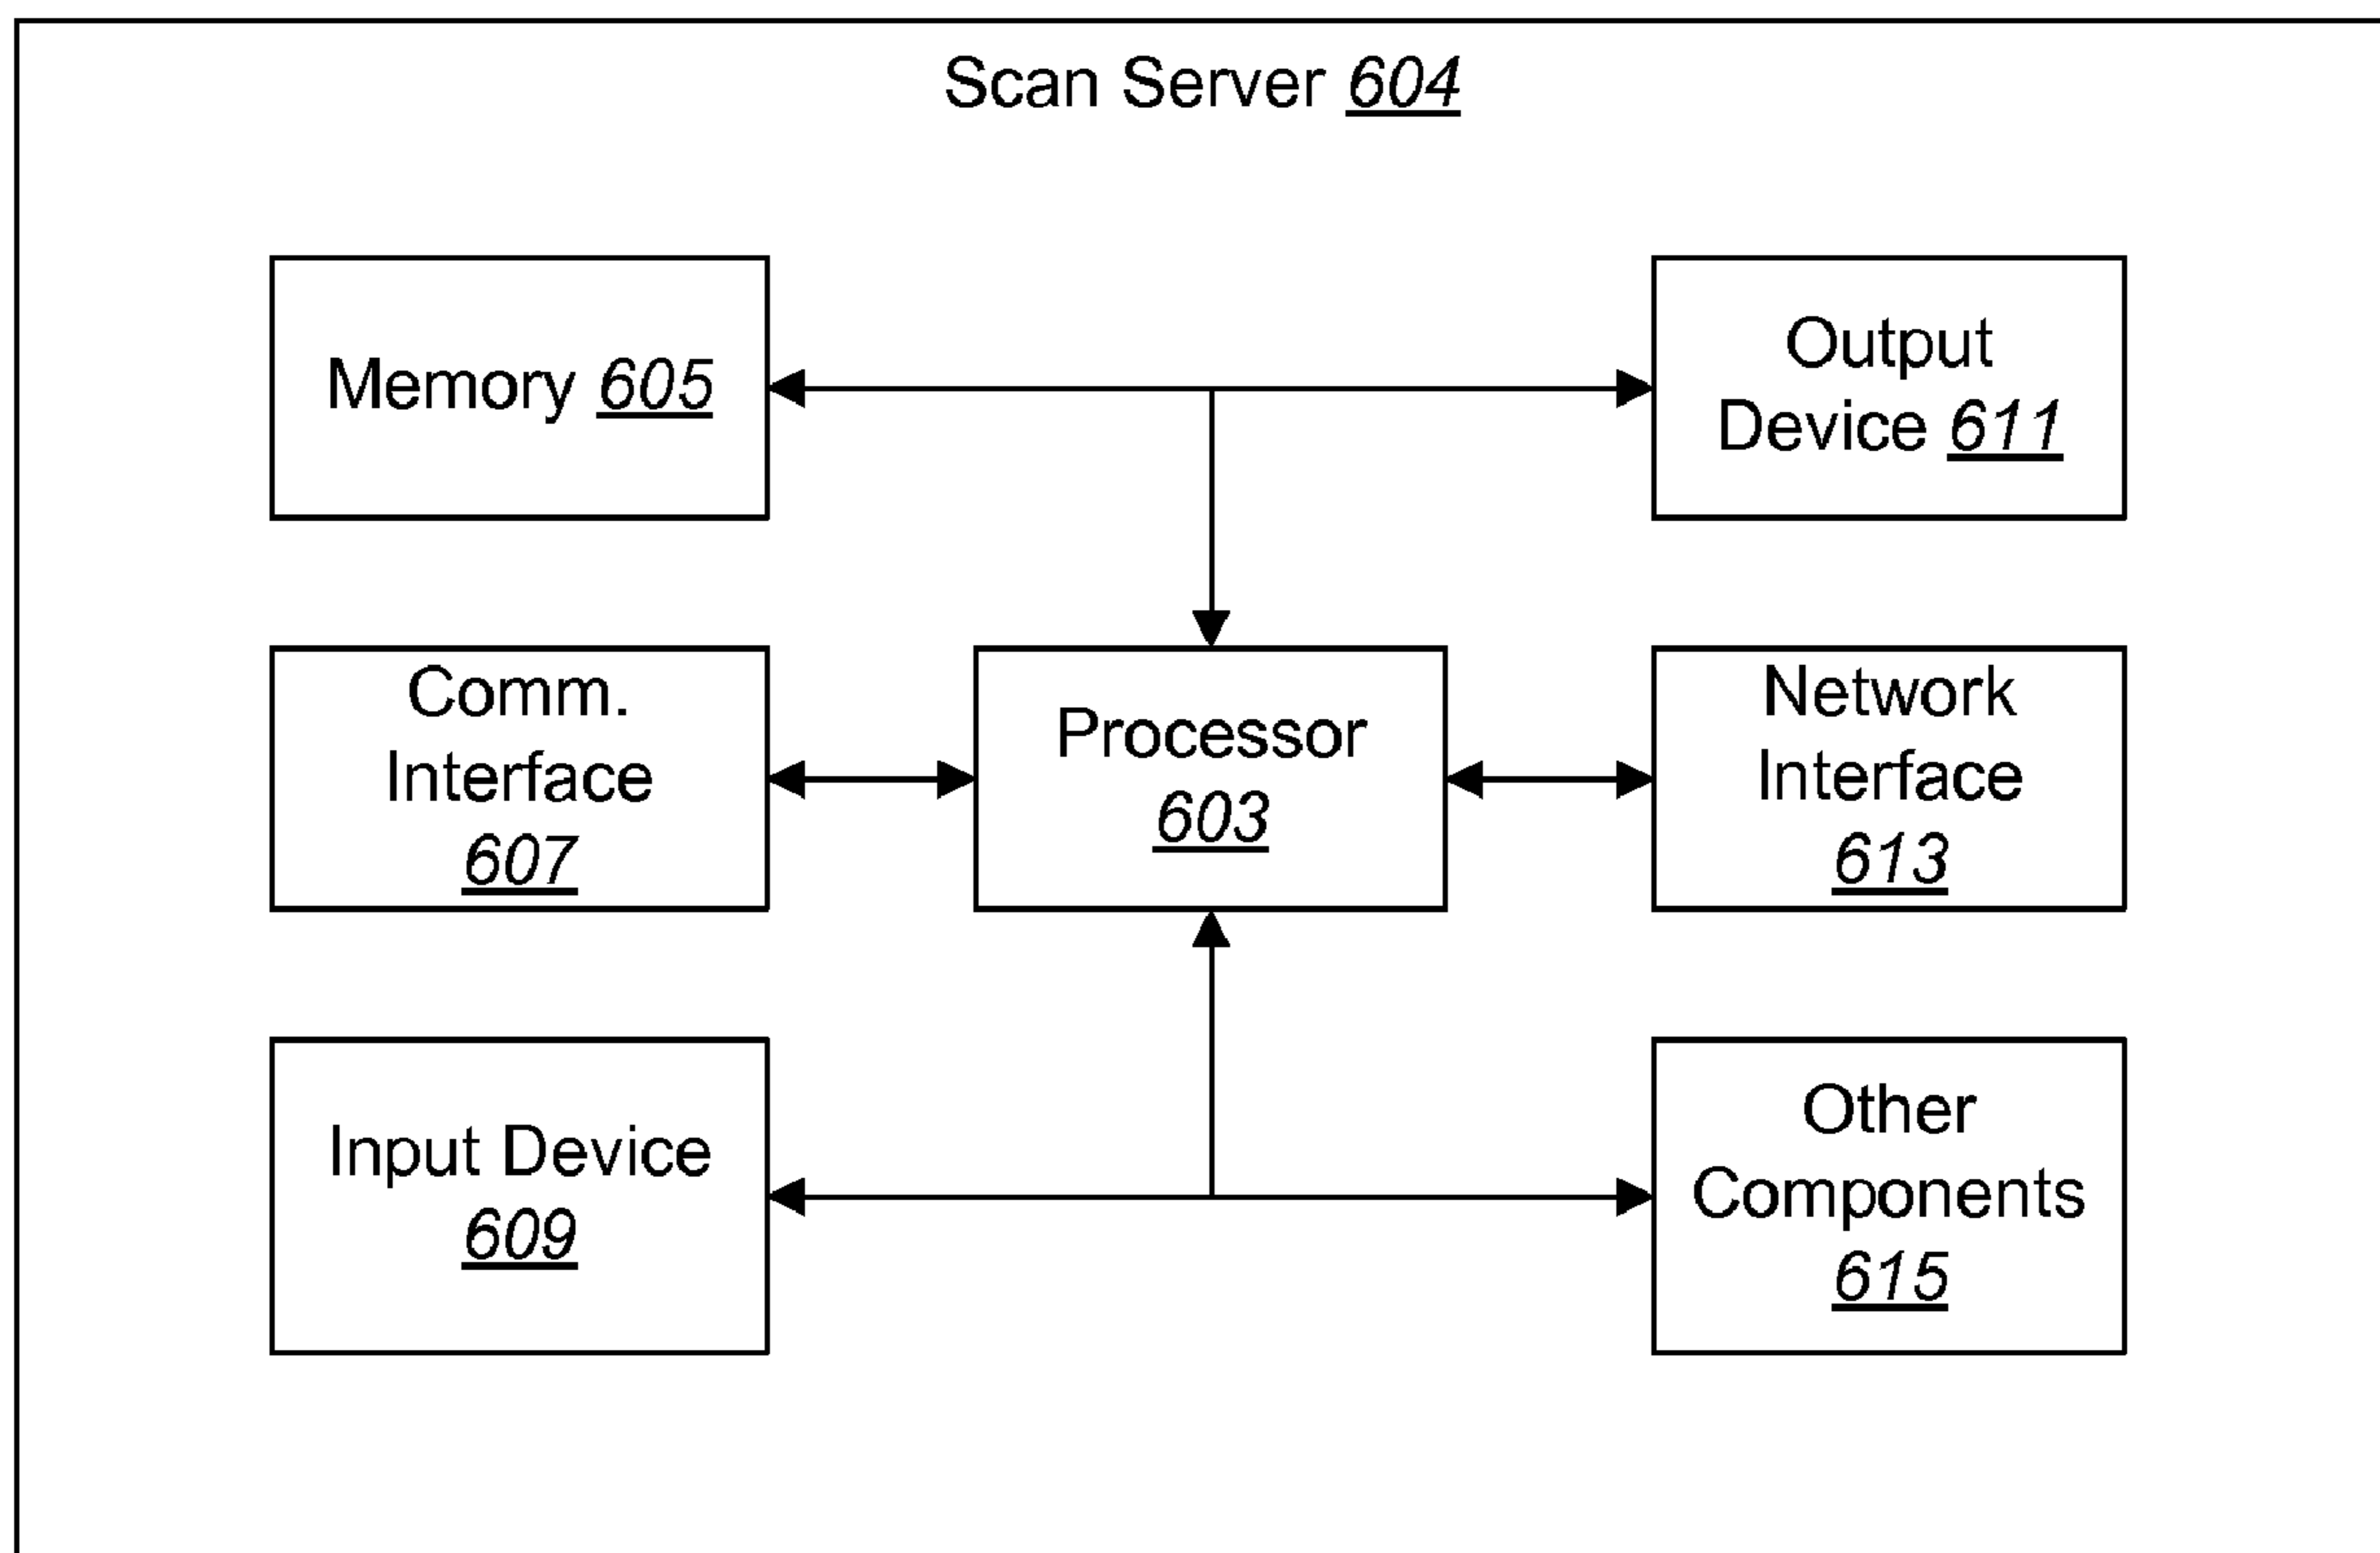 Scan Server 604
Memory 605
Output
Device 611
Comm.
Interface
607
Processor
603
Network
Interface
613
Input Device
609
Other
Components
615